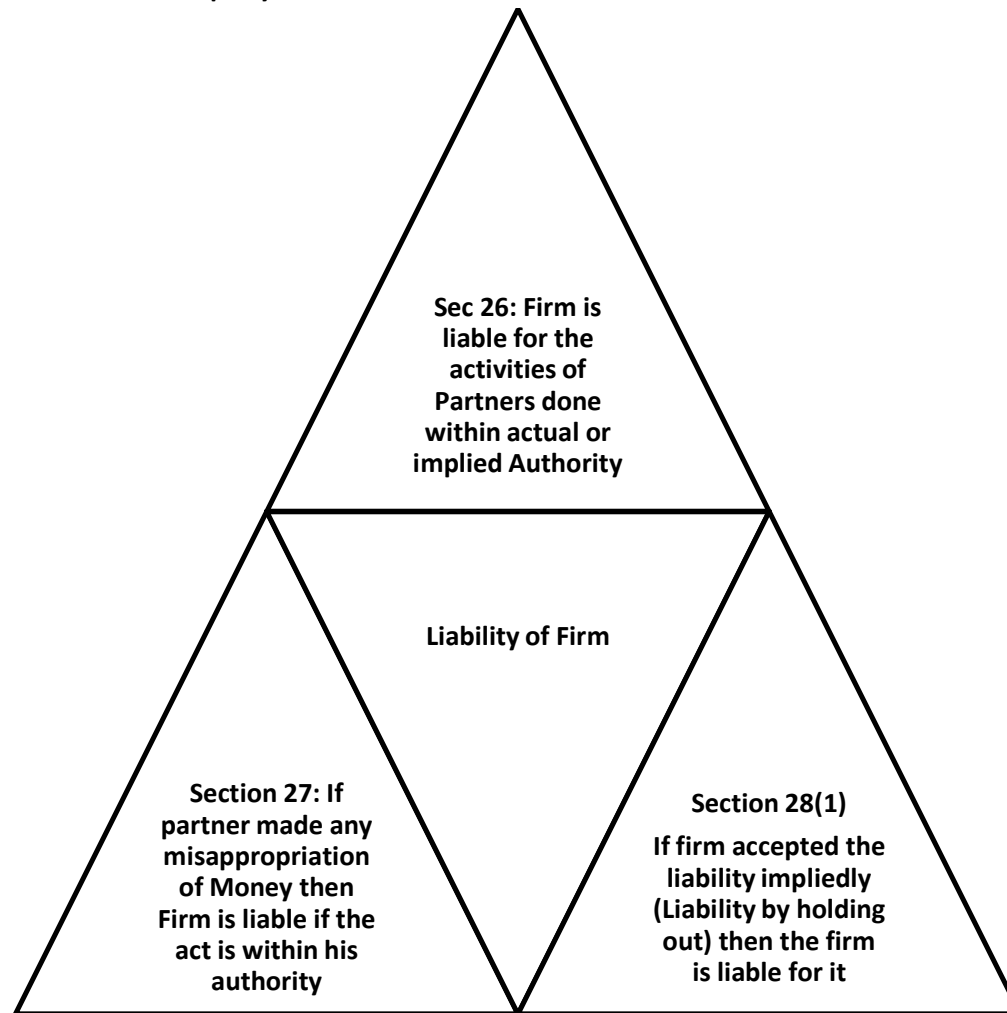 Sec 26: Firm is
liable for the
activities of
Partners done
within actual or
implied Authority
Liability of Firm
Section 27: If
partner made any
misappropriation
of Money then
Firm is liable if the
act is within his
authority
Section 28(1)
If firm accepted the
liability impliedly
(Liability by holding
out) then the firm
is liable for it